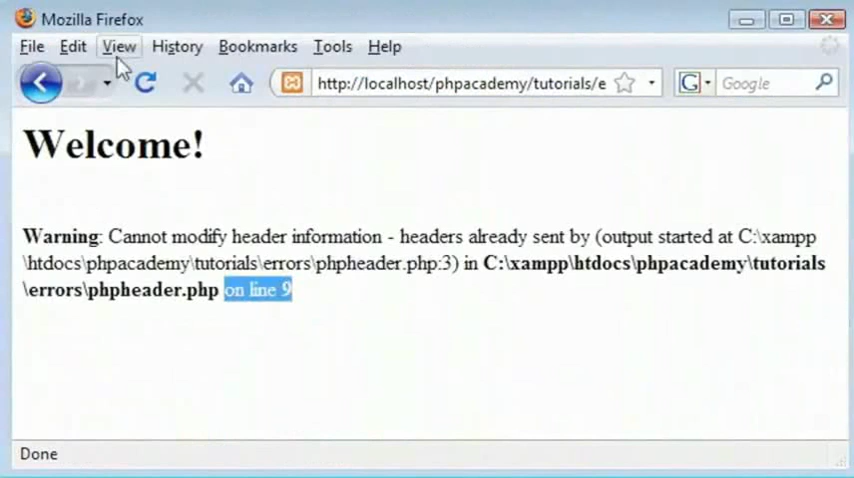 Mozilla Firefox
File Edit View History Bookmarks Tools Help
http://localhost/phpacademy/tutorials/e G Google
Welcome!
Warning: Cannot modify header information - headers already sent by (output started at C:\xampp
\htdocs\phpacademy\tutorials\errors\phpheader.php:3) in C:\xampp\htdocs\phpacademy\tutorials
\errors\phpheader.php on line 9
Done